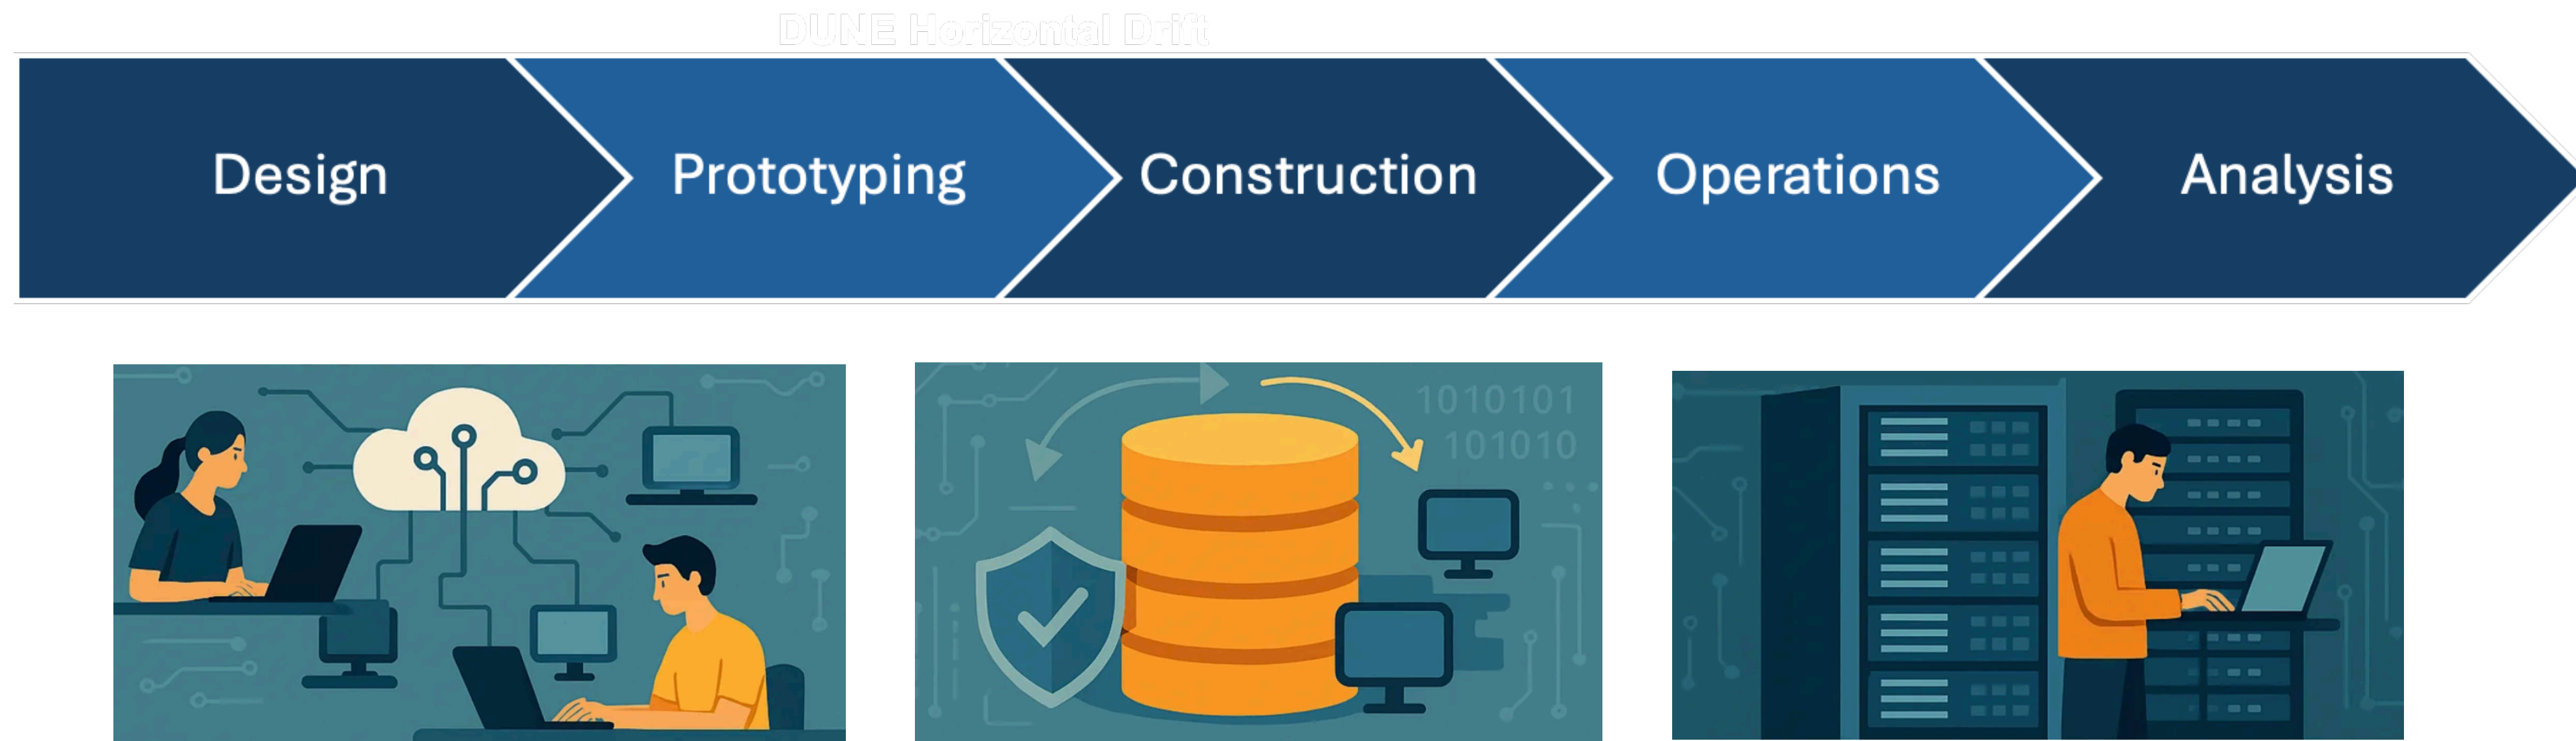 DUNE Horizontal Drift
Design
Prototyping
Construction
Operations
Analysis
1010101
101010